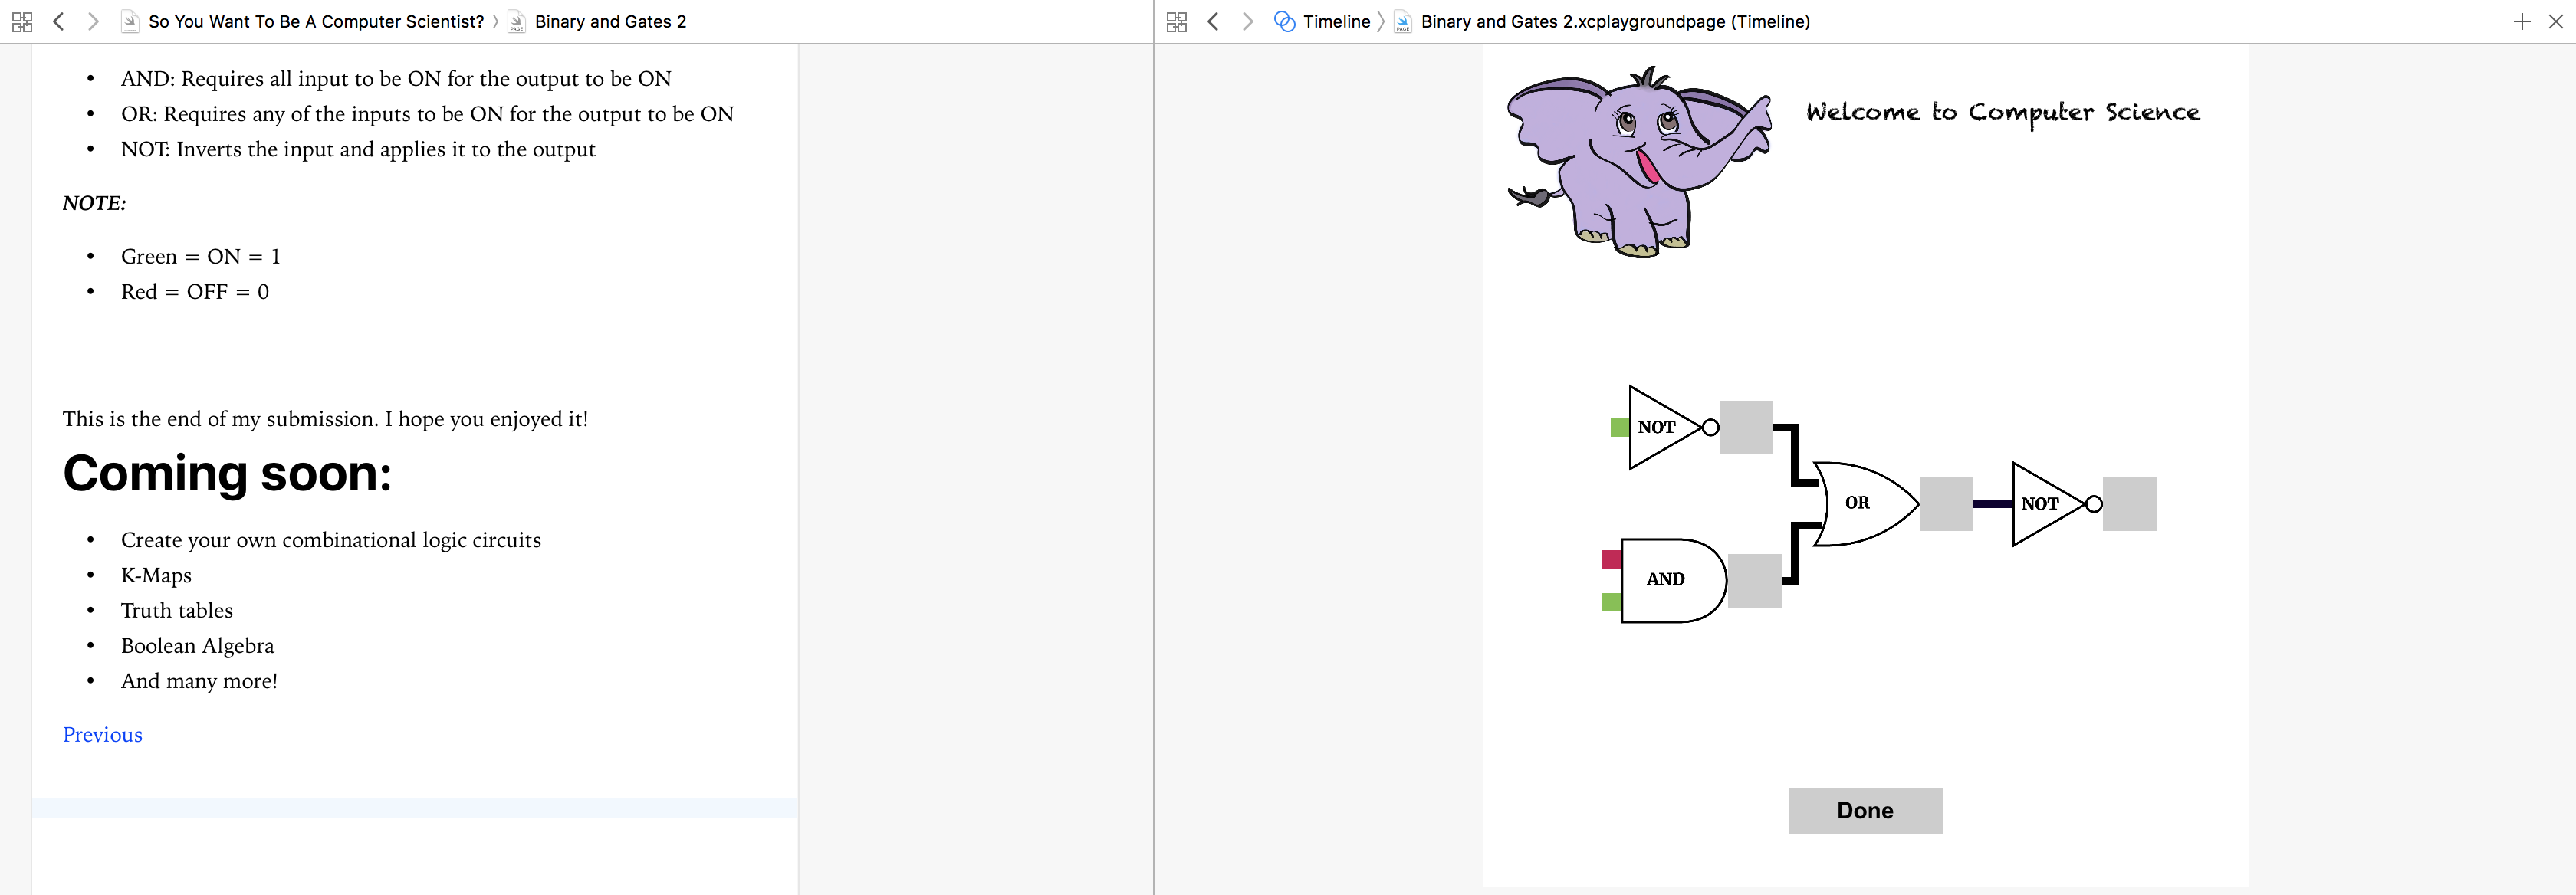 So You Want To Be A Computer Scientist? 〉 Binary and Gates 2
• AND: Requires all input to be ON for the output to be ON
• OR: Requires any of the inputs to be ON for the output to be ON
• NOT: Inverts the input and applies it to the output
NOTE:
• Green = ON = 1
• Red = OFF = 0
This is the end of my submission. I hope you enjoyed it!
Coming soon:
• Create your own combinational logic circuits
• K-Maps
• Truth tables
• Boolean Algebra
• And many more!
Previous
Timeline 〉 Binary and Gates 2.xcplaygroundpage (Timeline)
Welcome to Computer Science
NOT
OR
NOT
AND
Done